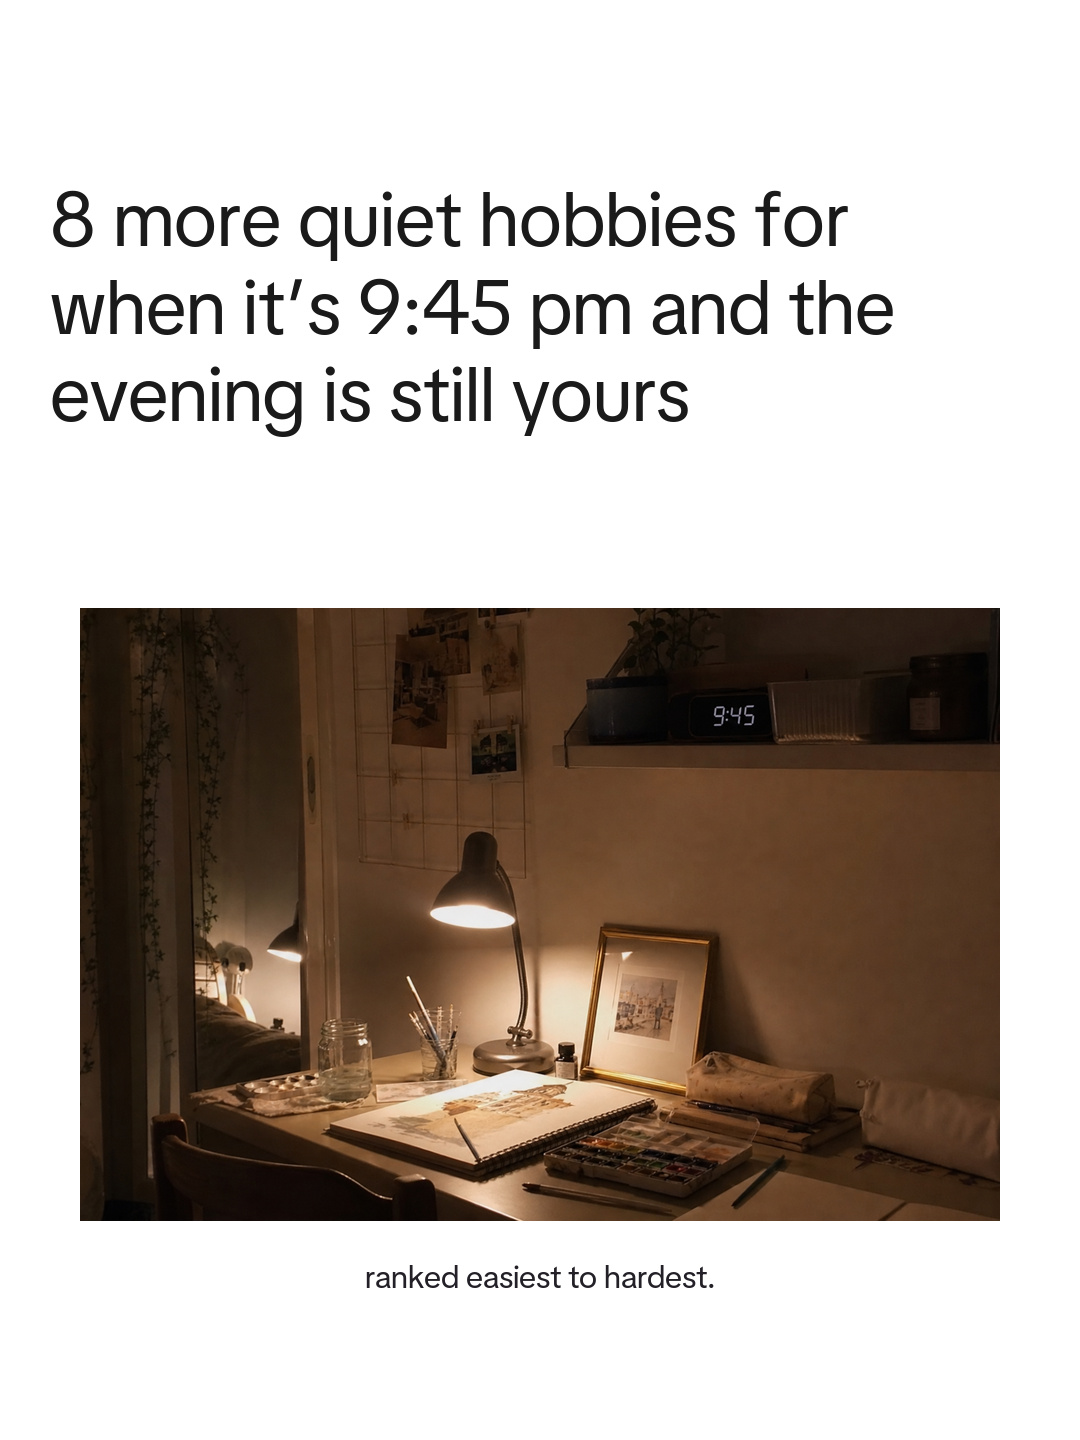 8 more quiet hobbies for
when it’s 9:45 pm and the
evening is still yours
9:45
ranked easiest to hardest.